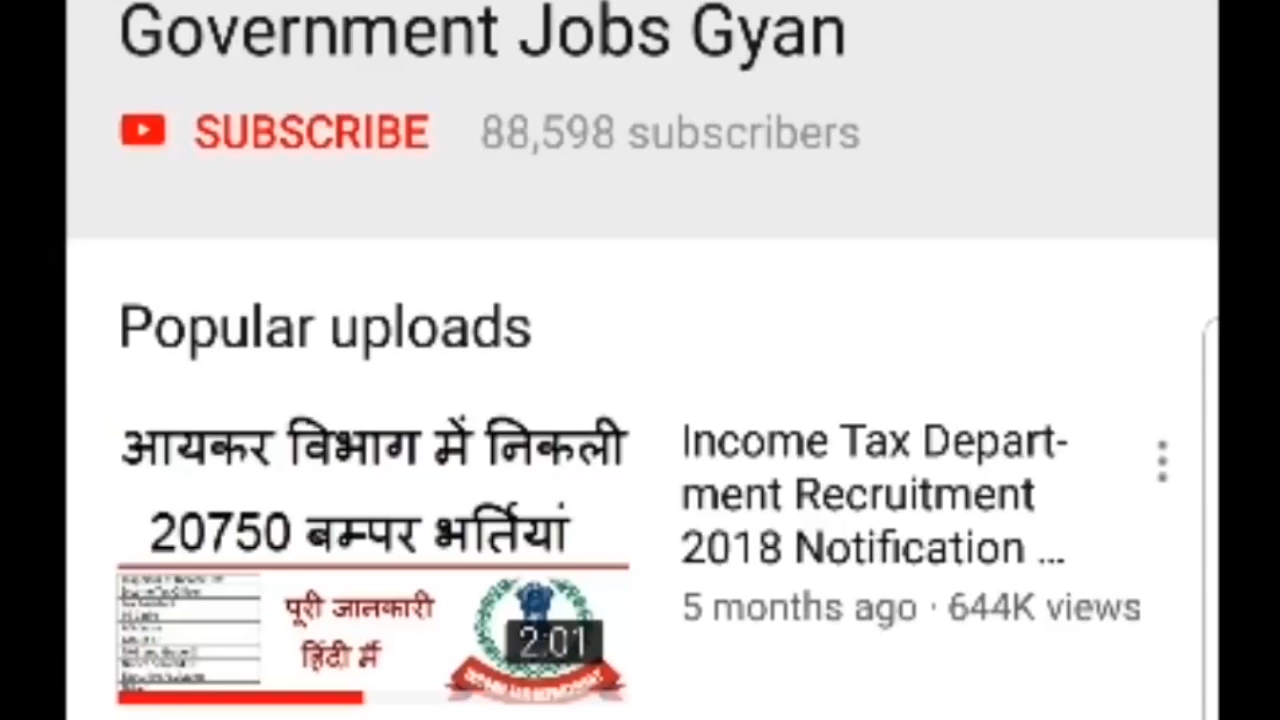 Government Jobs Gyan
SUBSCRIBE 88,598 subscribers
Popular uploads
आयकर विभाग में निकली
20750 बम्पर भर्तियां
पूरी जानकारी
हिंदी में
2:01
Income Tax Depart-
ment Recruitment
2018 Notification ...
5 months ago · 644K views